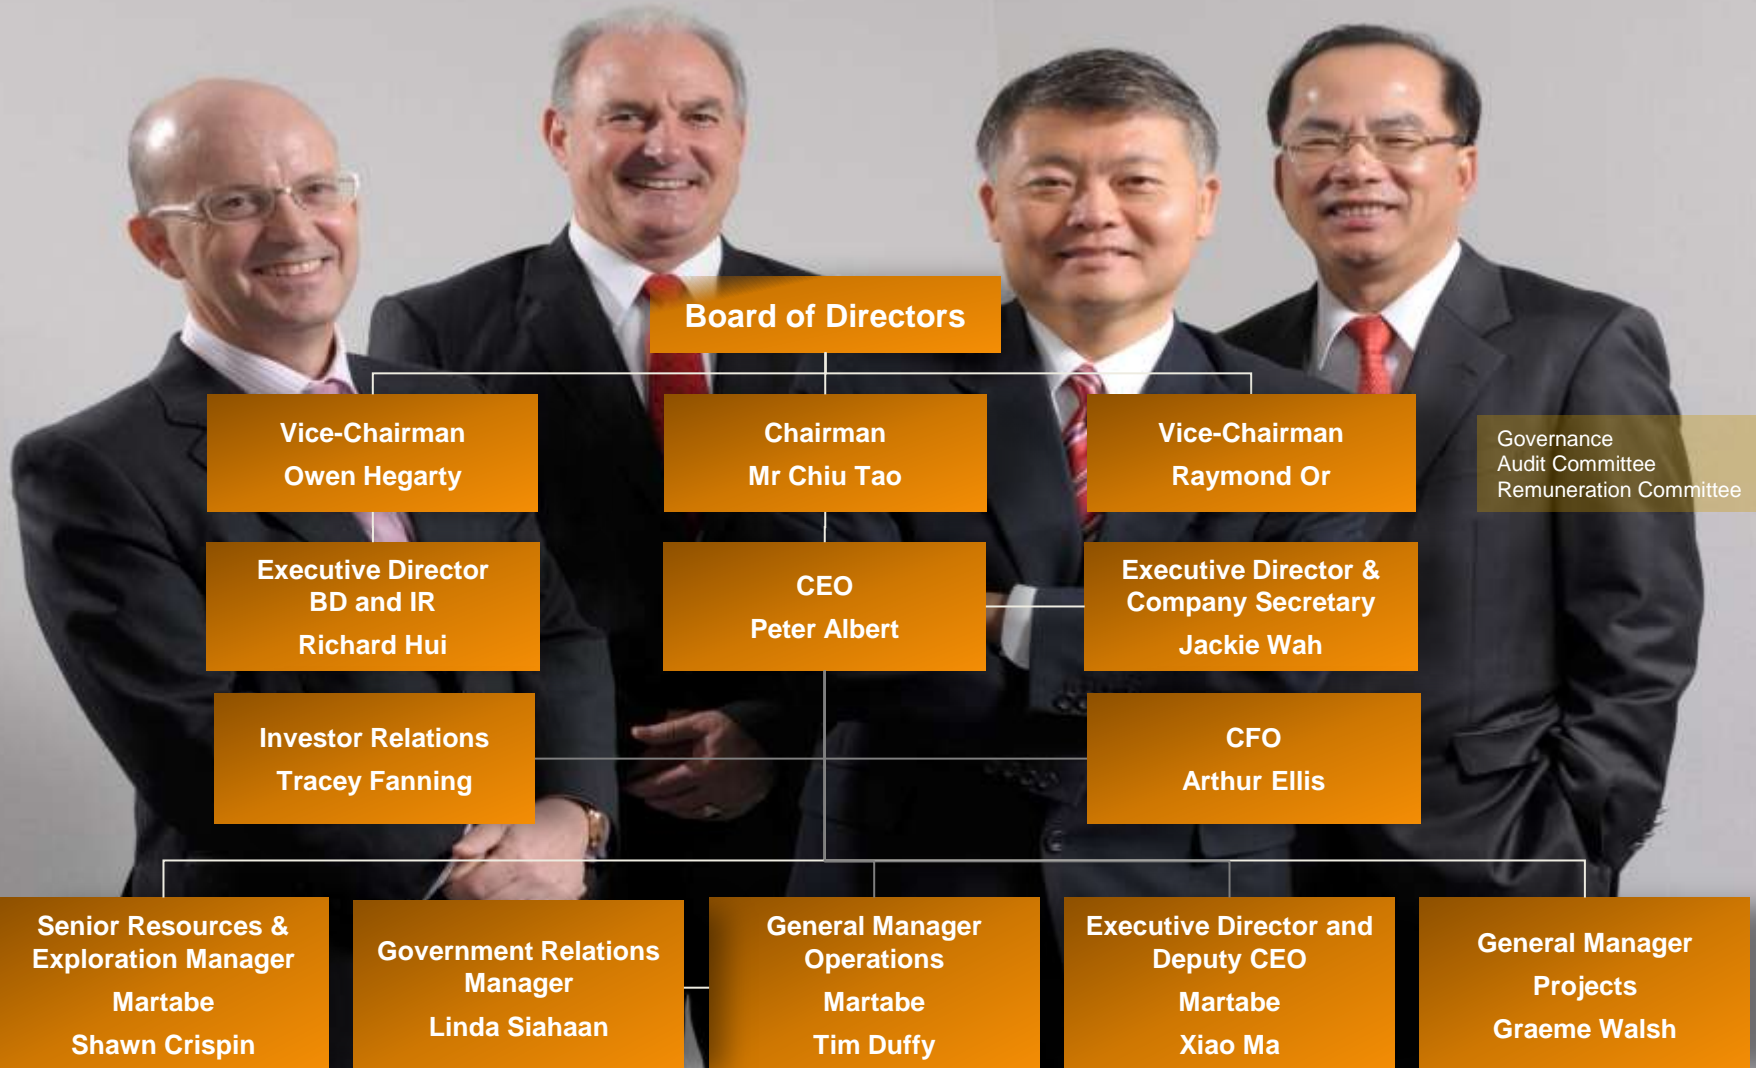 Board of Directors
Vice-Chairman
Owen Hegarty
Chairman
Mr Chiu Tao
Vice-Chairman
Raymond Or
Governance
Audit Committee
Remuneration Committee
Executive Director
BD and IR
Richard Hui
CEO
Peter Albert
Executive Director &
Company Secretary
Jackie Wah
Investor Relations
Tracey Fanning
CFO
Arthur Ellis
Senior Resources &
Exploration Manager
Martabe
Shawn Crispin
Government Relations
Manager
Linda Siahaan
General Manager
Operations
Martabe
Tim Duffy
Executive Director and
Deputy CEO
Martabe
Xiao Ma
General Manager
Projects
Graeme Walsh